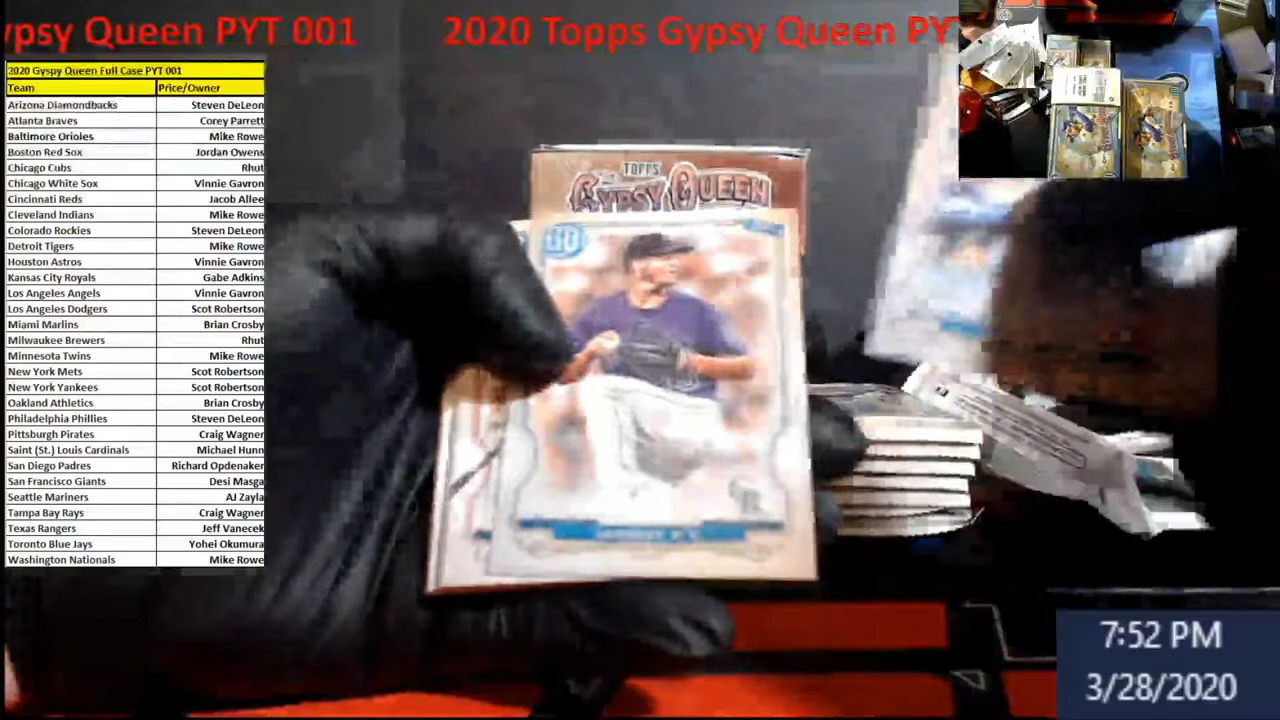 ypsy Queen PYT 001 2020 Topps Gypsy Queen PY
2020 Gyspy Queen Full Case PYT 001
Team Price/Owner
Arizona Diamondbacks Steven DeLeon
Atlanta Braves Corey Parrett
Baltimore Orioles Mike Rowe
Boston Red Sox Jordan Owens
Chicago Cubs Rhut
Chicago White Sox Vinnie Gavron
Cincinnati Reds Jacob Allee
Cleveland Indians Mike Rowe
Colorado Rockies Steven DeLeon
Detroit Tigers Mike Rowe
Houston Astros Vinnie Gavron
Kansas City Royals Gabe Adkins
Los Angeles Angels Vinnie Gavron
Los Angeles Dodgers Scot Robertson
Miami Marlins Brian Crosby
Milwaukee Brewers Rhut
Minnesota Twins Mike Rowe
New York Mets Scot Robertson
New York Yankees Scot Robertson
Oakland Athletics Brian Crosby
Philadelphia Phillies Steven DeLeon
Pittsburgh Pirates Craig Wagner
Saint (St.) Louis Cardinals Michael Hunn
San Diego Padres Richard Opdenaker
San Francisco Giants Desi Masga
Seattle Mariners AJ Zayla
Tampa Bay Rays Craig Wagner
Texas Rangers Jeff Vanecek
Toronto Blue Jays Yohei Okumura
Washington Nationals Mike Rowe
TOPPS
GYPSY QUEEN
GQ
7:52 PM
3/28/2020